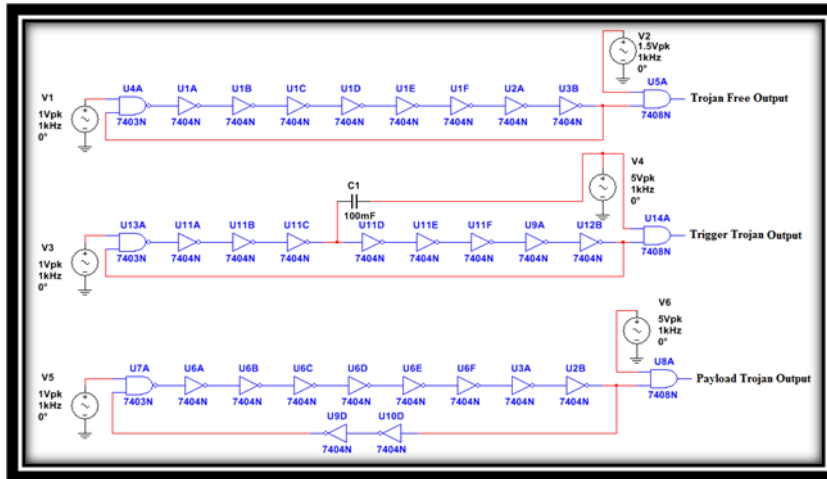 V2
1.5Vpk
1kHz
0°
V1
1Vpk
1kHz
0°
U4A U1A U1B U1C U1D U1E U1F U2A U3B U5A
7403N 7404N 7404N 7404N 7404N 7404N 7404N 7404N 7404N 7408N
Trojan Free Output
V4
5Vpk
1kHz
0°
C1
100mF
V3
1Vpk
1kHz
0°
U13A U11A U11B U11C U11D U11E U11F U9A U12B U14A
7403N 7404N 7404N 7404N 7404N 7404N 7404N 7404N 7404N 7408N
Trigger Trojan Output
V6
5Vpk
1kHz
0°
V5
1Vpk
1kHz
0°
U7A U6A U6B U6C U6D U6E U6F U3A U2B U8A
7403N 7404N 7404N 7404N 7404N 7404N 7404N 7404N 7404N 7408N
Payload Trojan Output
U9D U10D
7404N 7404N